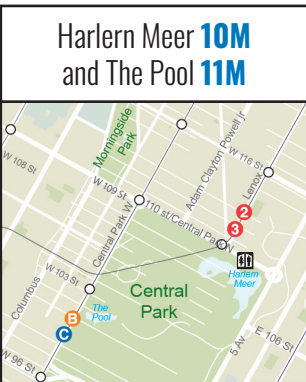 Harlern Meer 10M
and The Pool 11M
Morningside
Park
W 108 St
Adam Clayton Powell jr
W 116 St
Lenox
W 109 St
110 st/Central Park N
2
3
Central Park W
W 103 St
Harlem
Meer
Columbus
Central
Park
The
Pool
B
C
5 Av
E 106 St
W 96 St